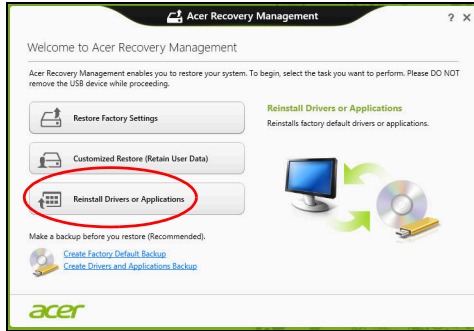 Acer Recovery Management
? X
Welcome to Acer Recovery Management
Acer Recovery Management enables you to restore your system. To begin, select the task you want to perform. Please DO NOT
remove the USB device while proceeding.
Restore Factory Settings
Customized Restore (Retain User Data)
Reinstall Drivers or Applications
Reinstall Drivers or Applications
Reinstalls factory default drivers or applications.
Make a backup before you restore (Recommended).
Create Factory Default Backup
Create Drivers and Applications Backup
acer